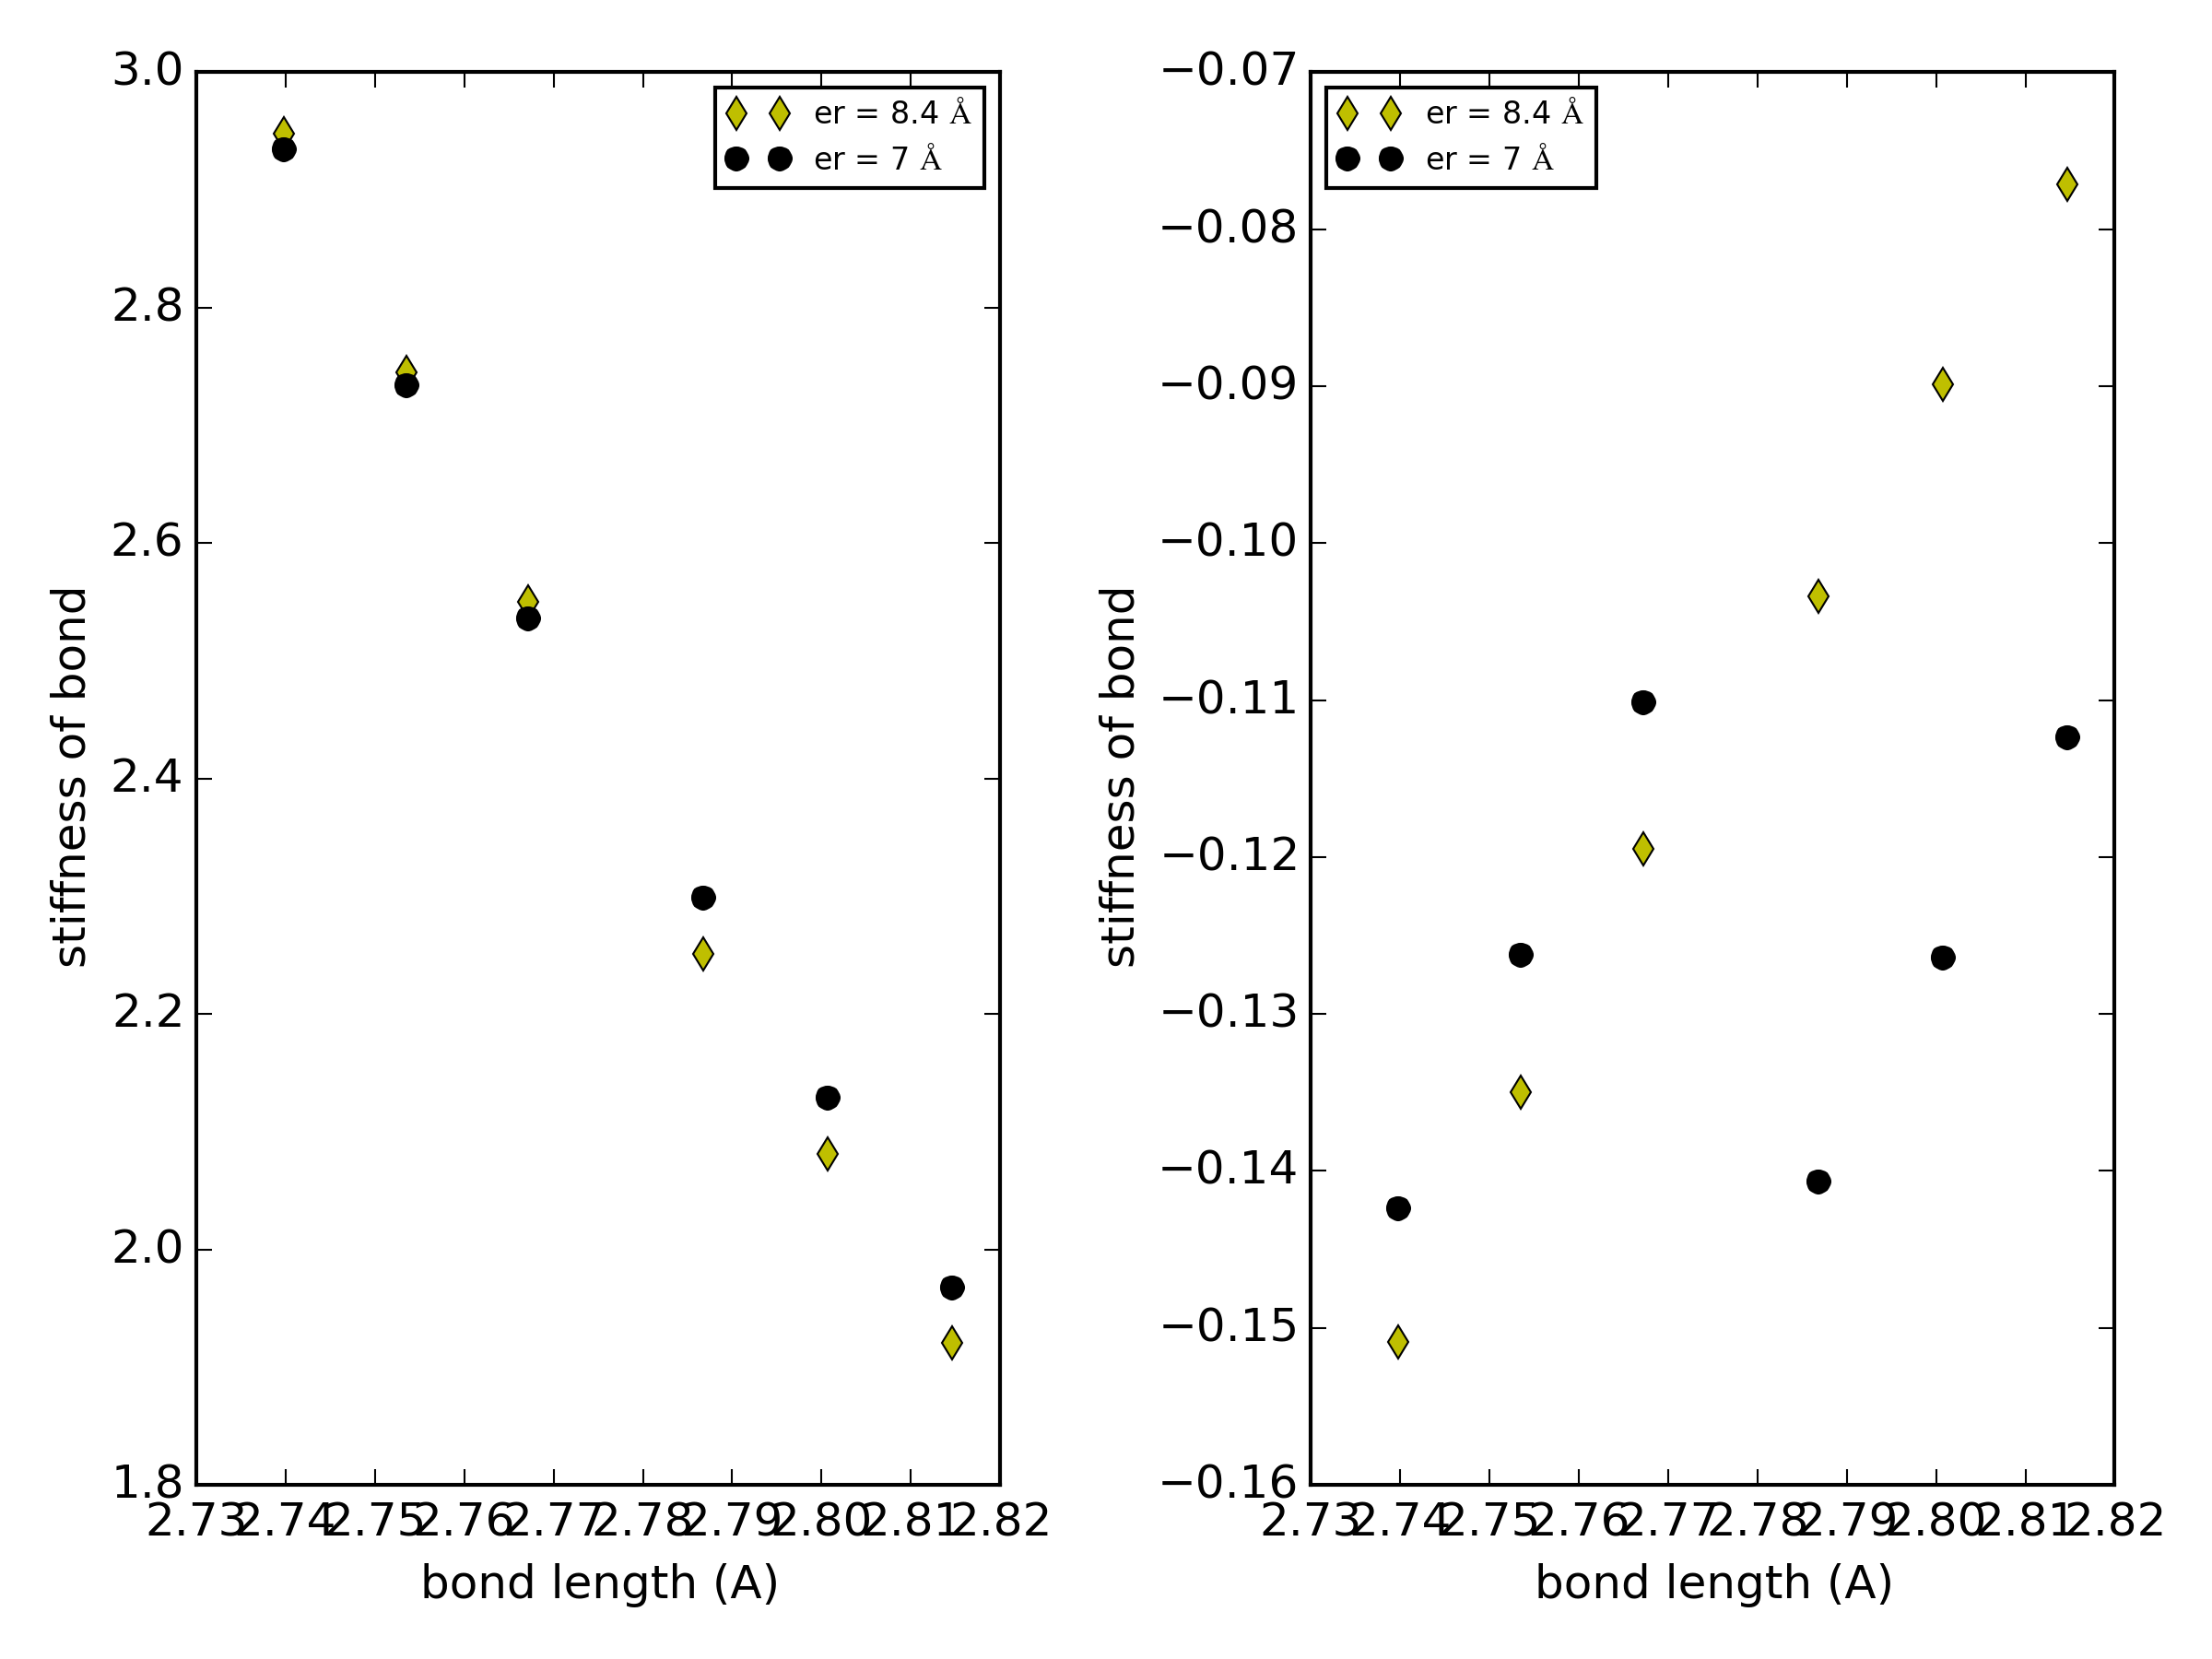 3.0
2.8
2.6
2.4
2.2
2.0
1.8
stiffness of bond
er = 8.4 Å
er = 7 Å
2.73 2.74 2.75 2.76 2.77 2.78 2.79 2.80 2.81 2.82
bond length (A)
−0.07
−0.08
−0.09
−0.10
−0.11
−0.12
−0.13
−0.14
−0.15
−0.16
stiffness of bond
er = 8.4 Å
er = 7 Å
2.73 2.74 2.75 2.76 2.77 2.78 2.79 2.80 2.81 2.82
bond length (A)